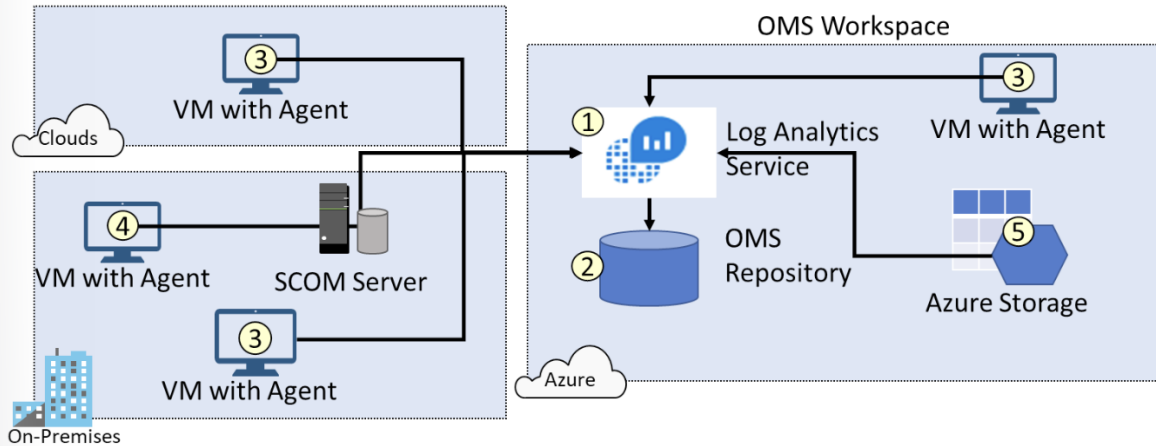 OMS Workspace
3
VM with Agent
Clouds
3
VM with Agent
1
Log Analytics
Service
4
VM with Agent
SCOM Server
2
OMS
Repository
5
Azure Storage
3
VM with Agent
Azure
On-Premises